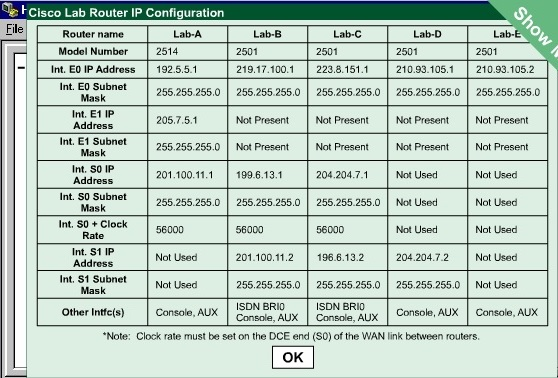 Cisco Lab Router IP Configuration
File
Show
Router name Lab-A Lab-B Lab-C Lab-D Lab-E
Model Number 2514 2501 2501 2501 2501
Int. E0 IP Address 192.5.5.1 219.17.100.1 223.8.151.1 210.93.105.1 210.93.105.2
Int. E0 Subnet Mask 255.255.255.0 255.255.255.0 255.255.255.0 255.255.255.0 255.255.255.0
Int. E1 IP Address 205.7.5.1 Not Present Not Present Not Present Not Present
Int. E1 Subnet Mask 255.255.255.0 Not Present Not Present Not Present Not Present
Int. S0 IP Address 201.100.11.1 199.6.13.1 204.204.7.1 Not Used Not Used
Int. S0 Subnet Mask 255.255.255.0 255.255.255.0 255.255.255.0 Not Used Not Used
Int. S0 + Clock Rate 56000 56000 56000 Not Used Not Used
Int. S1 IP Address Not Used 201.100.11.2 196.6.13.2 204.204.7.2 Not Used
Int. S1 Subnet Mask Not Used 255.255.255.0 255.255.255.0 255.255.255.0 Not Used
Other Intfc(s) Console, AUX ISDN BRI0 Console, AUX ISDN BRI0 Console, AUX Console, AUX Console, AUX
*Note: Clock rate must be set on the DCE end (S0) of the WAN link between routers.
OK